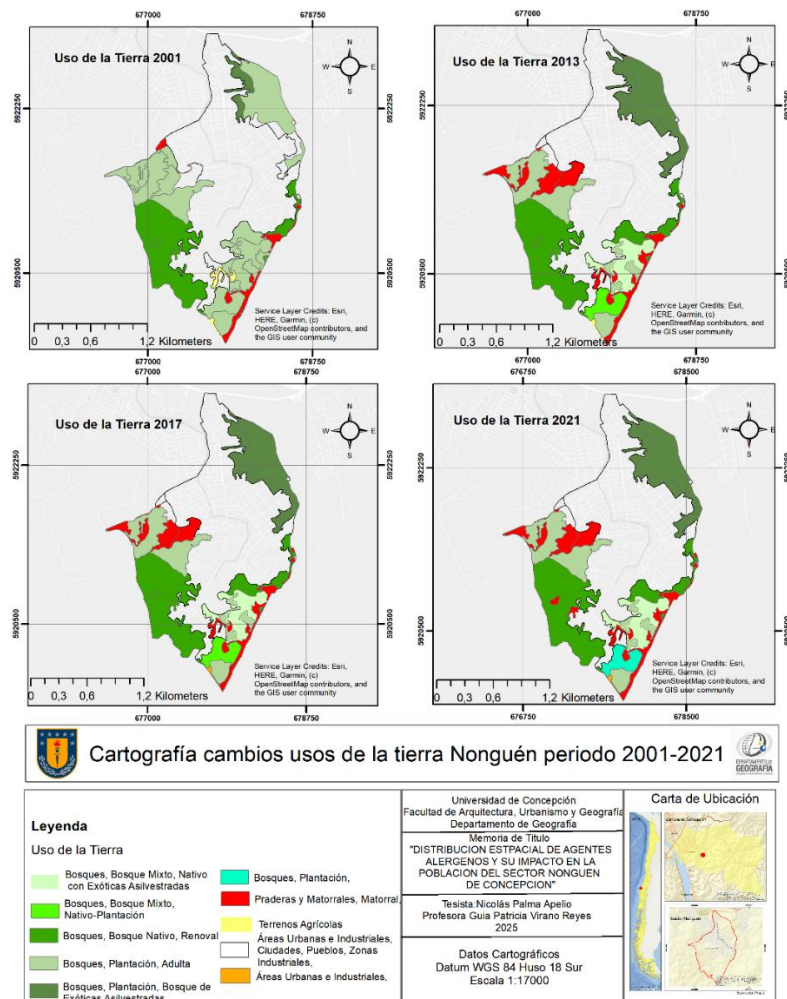 677000
678750
Uso de la Tierra 2001
N
W
E
S
5922250
5920500
Service Layer Credits: Esri,
HERE, Garmin, (c)
OpenStreetMap contributors, and
the GIS user community
0 0,3 0,6 1,2 Kilometers
677000
678750
677000
678750
Uso de la Tierra 2013
N
W
E
S
5922250
5920500
Service Layer Credits: Esri,
HERE, Garmin, (c)
OpenStreetMap contributors, and
the GIS user community
0 0,3 0,6 1,2 Kilometers
677000
678750
Uso de la Tierra 2017
N
W
E
S
5922250
5920500
Service Layer Credits: Esri,
HERE, Garmin, (c)
OpenStreetMap contributors, and
the GIS user community
0 0,3 0,6 1,2 Kilometers
677000
678750
676750
678500
Uso de la Tierra 2021
N
W
E
S
5922250
5920500
Service Layer Credits: Esri,
HERE, Garmin, (c)
OpenStreetMap contributors, and
the GIS user community
0 0,3 0,6 1,2 Kilometers
676750
678500
Cartografía cambios usos de la tierra Nonguén periodo 2001-2021
GEOGRAFÍA
Leyenda
Uso de la Tierra
Bosques, Bosque Mixto, Nativo
con Exóticas Asilvestradas
Bosques, Bosque Mixto,
Nativo-Plantación
Bosques, Bosque Nativo, Renoval
Bosques, Plantación, Adulta
Bosques, Plantación, Bosque de
Exóticas Asilvestradas
Bosques, Plantación,
Praderas y Matorrales, Matorral,
Terrenos Agrícolas
Áreas Urbanas e Industriales,
Ciudades, Pueblos, Zonas
Industriales,
Áreas Urbanas e Industriales,
Universidad de Concepción
Facultad de Arquitectura, Urbanismo y Geografía
Departamento de Geografía
Memoria de Titulo
"DISTRIBUCION ESTPACIAL DE AGENTES
ALERGENOS Y SU IMPACTO EN LA
POBLACION DEL SECTOR NONGUEN
DE CONCEPCION"
Tesista:Nicolás Palma Apelio
Profesora Guia Patricia Virano Reyes
2025
Datos Cartográficos
Datum WGS 84 Huso 18 Sur
Escala 1:17000
Carta de Ubicación